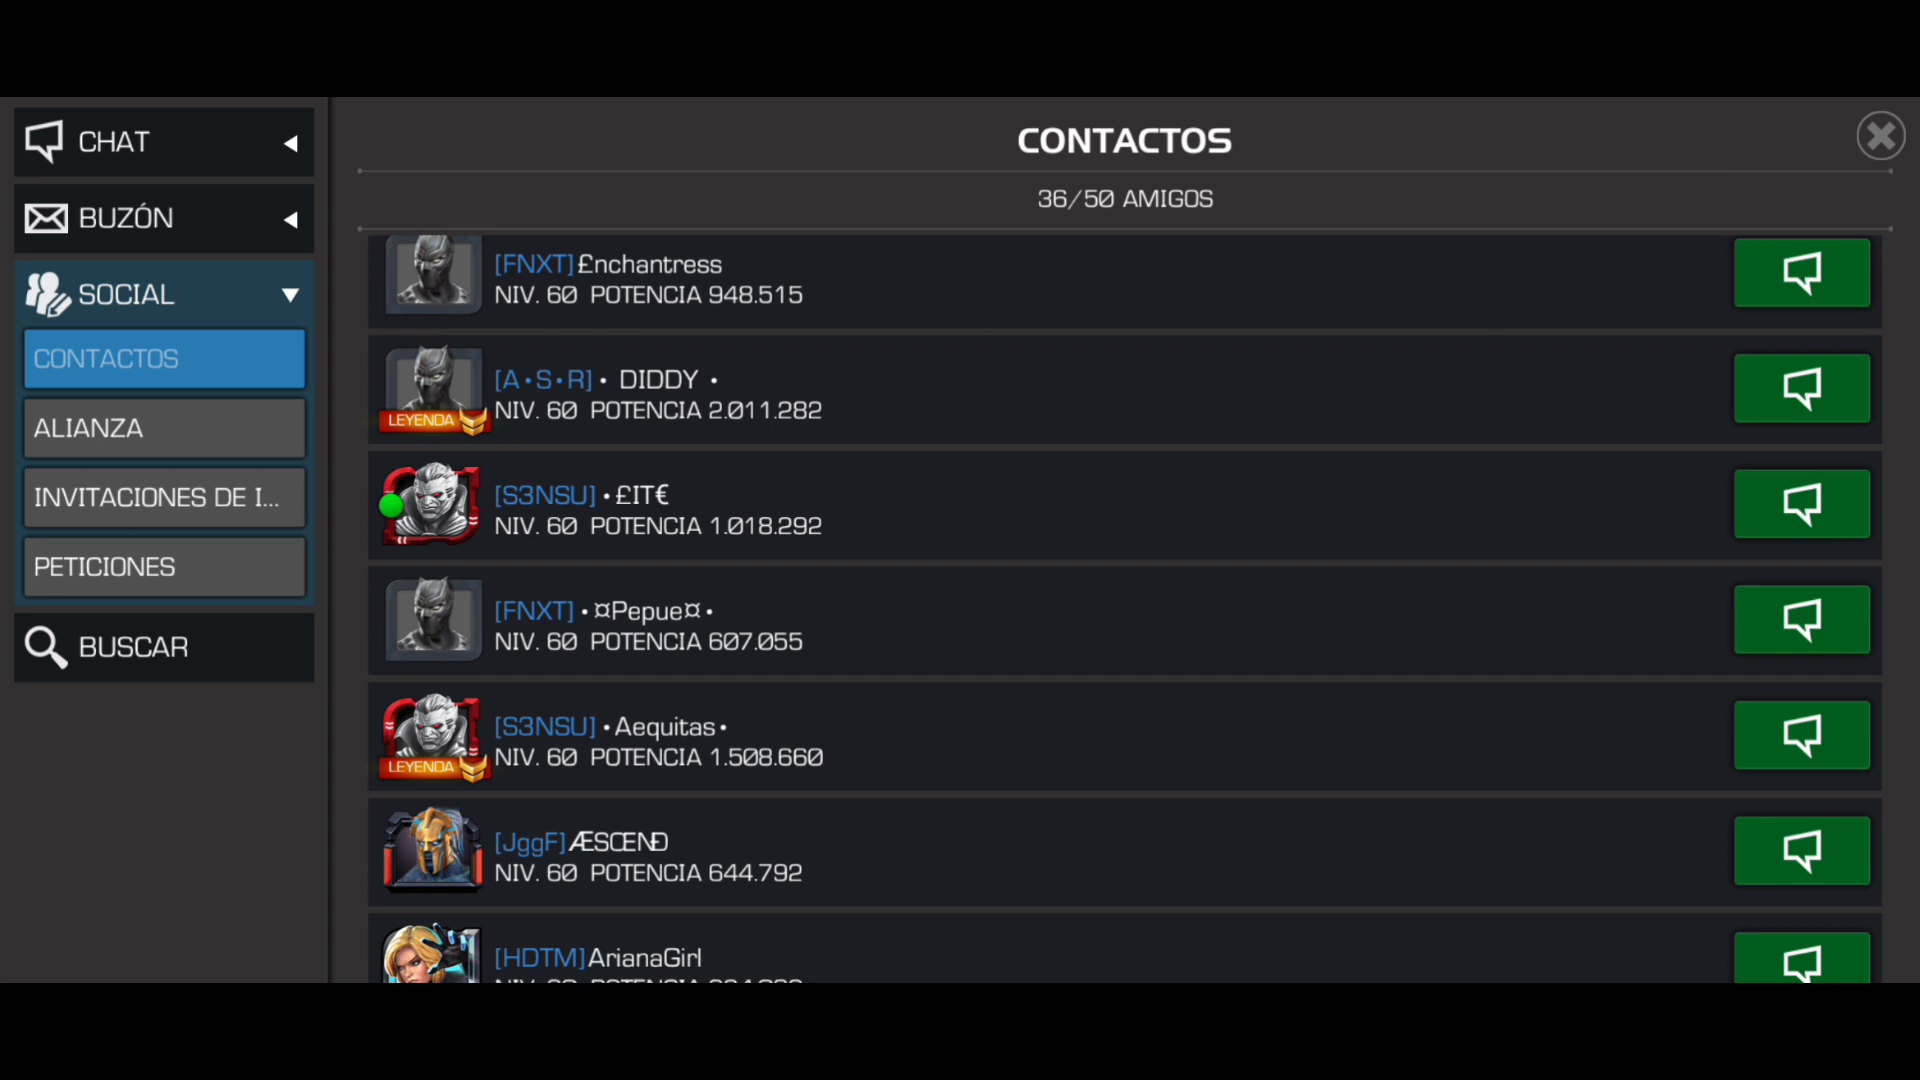 CHAT
BUZÓN
SOCIAL
CONTACTOS
ALIANZA
INVITACIONES DE I...
PETICIONES
BUSCAR
CONTACTOS
36/50 AMIGOS
[FNXT]£nchantress
NIV. 60 POTENCIA 948.515
[A•S•R]• DIDDY •
LEYENDA
NIV. 60 POTENCIA 2.011.282
[S3NSU]•£IT€
NIV. 60 POTENCIA 1.018.292
[FNXT]•¤Pepue¤•
NIV. 60 POTENCIA 607.055
[S3NSU]•Aequitas•
LEYENDA
NIV. 60 POTENCIA 1.508.660
[JggF]ÆSŒNÐ
NIV. 60 POTENCIA 644.792
[HDTM]ArianaGirl